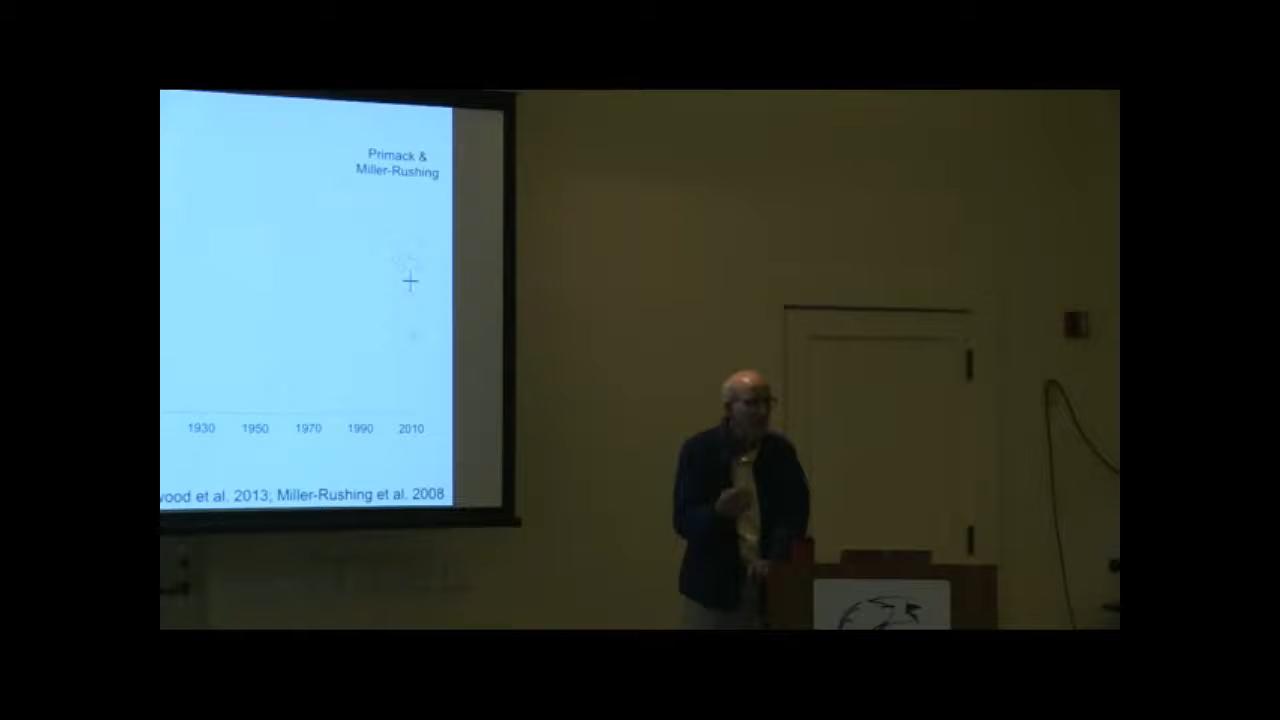 Primack &
Miller-Rushing
1930 1950 1970 1990 2010
wood et al. 2013; Miller-Rushing et al. 2008